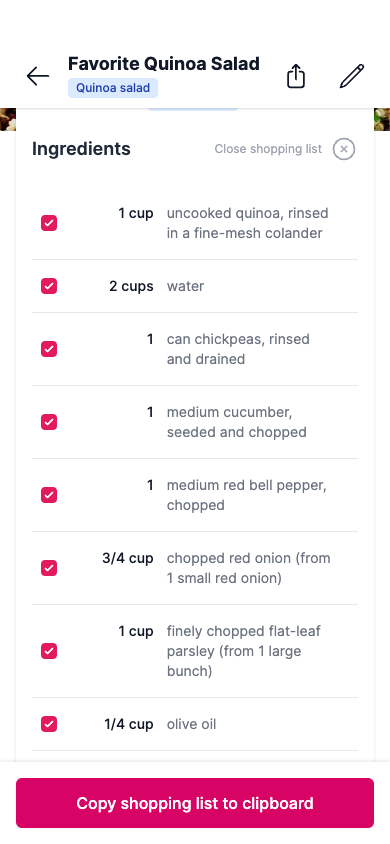 Favorite Quinoa Salad
Quinoa salad
Ingredients
Close shopping list
1 cup uncooked quinoa, rinsed
in a fine-mesh colander
2 cups water
1 can chickpeas, rinsed
and drained
1 medium cucumber,
seeded and chopped
1 medium red bell pepper,
chopped
3/4 cup chopped red onion (from
1 small red onion)
1 cup finely chopped flat-leaf
parsley (from 1 large
bunch)
1/4 cup olive oil
Copy shopping list to clipboard